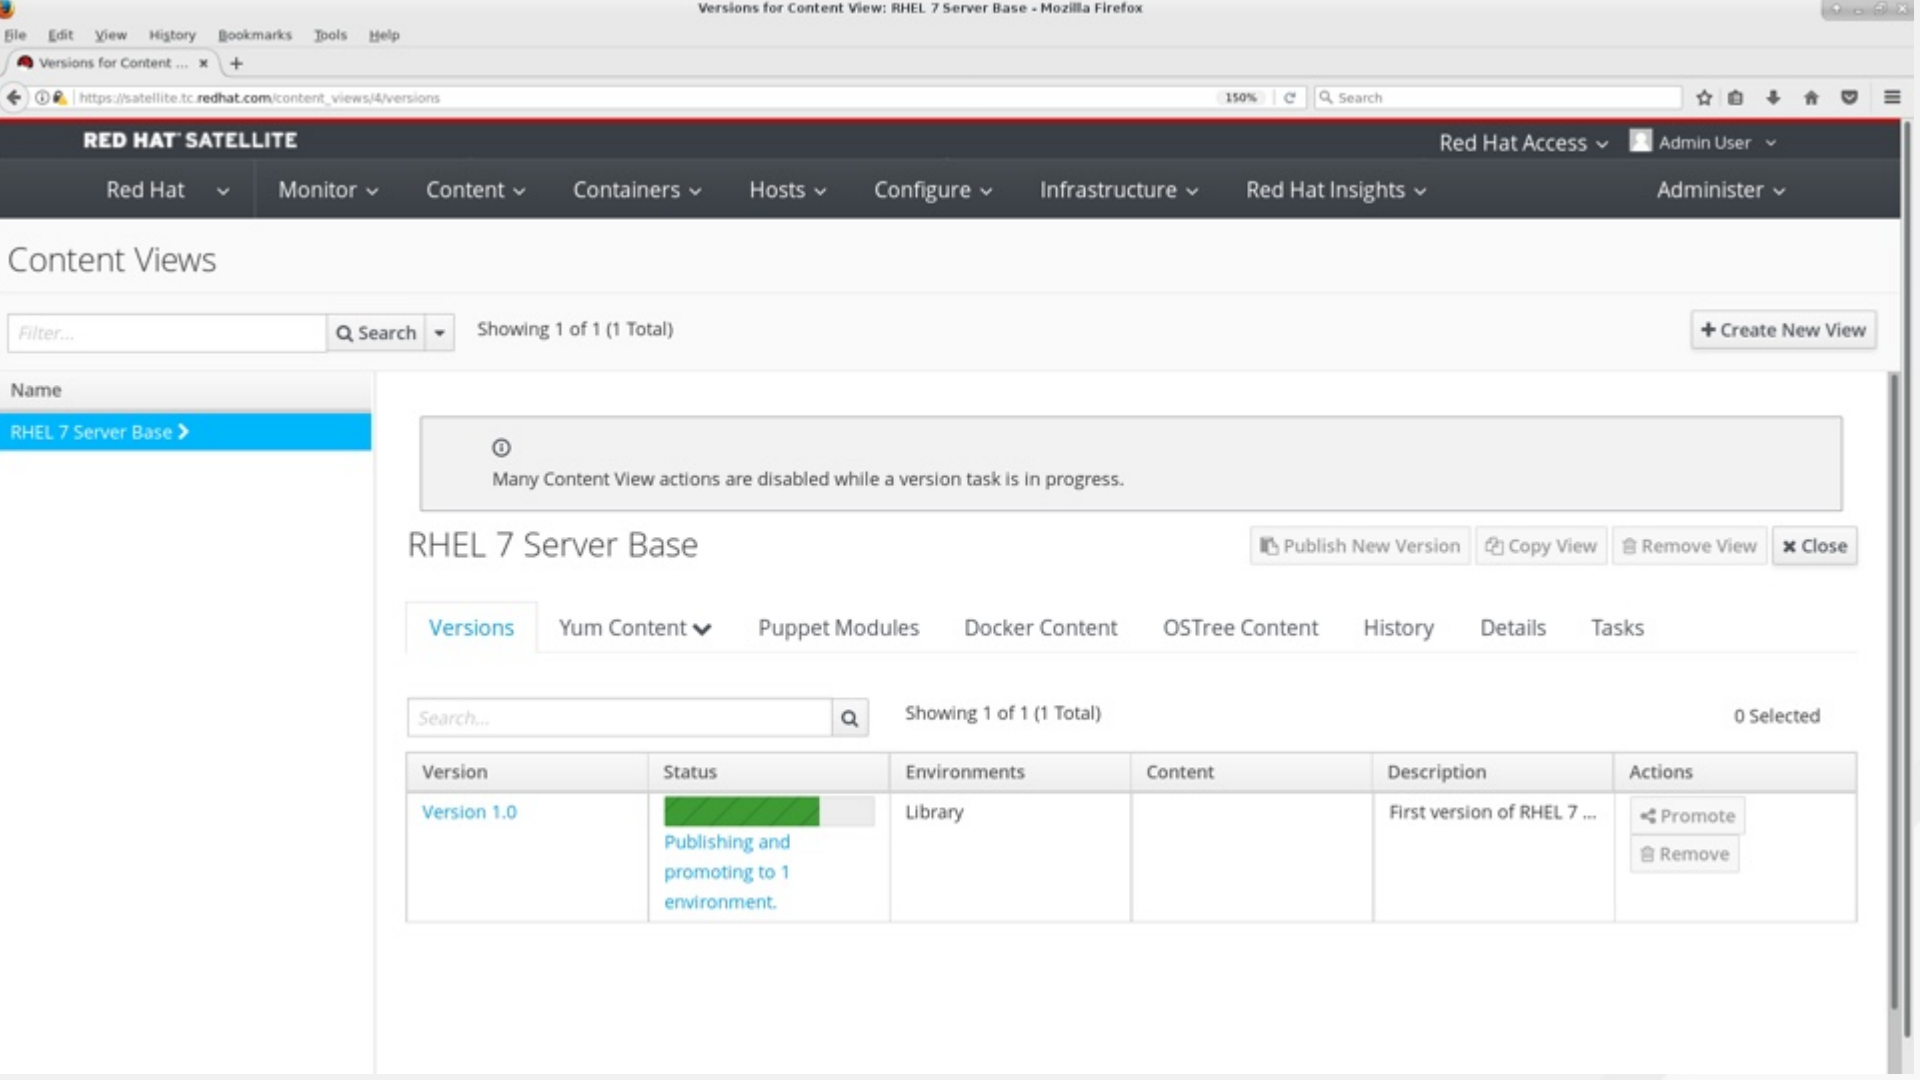 Versions for Content View: RHEL 7 Server Base - Mozilla Firefox
File Edit View History Bookmarks Tools Help
Versions for Content ... × +
https://satellite.tc.redhat.com/content_views/4/versions 150% Search
RED HAT SATELLITE Red Hat Access Admin User
Red Hat Monitor Content Containers Hosts Configure Infrastructure Red Hat Insights Administer
Content Views
Filter... Search Showing 1 of 1 (1 Total) + Create New View
Name
RHEL 7 Server Base
Many Content View actions are disabled while a version task is in progress.
RHEL 7 Server Base Publish New Version Copy View Remove View × Close
Versions Yum Content Puppet Modules Docker Content OSTree Content History Details Tasks
Search... Showing 1 of 1 (1 Total) 0 Selected
Version Status Environments Content Description Actions
Version 1.0 Library First version of RHEL 7 ... Promote
Publishing and
promoting to 1
environment.
Remove